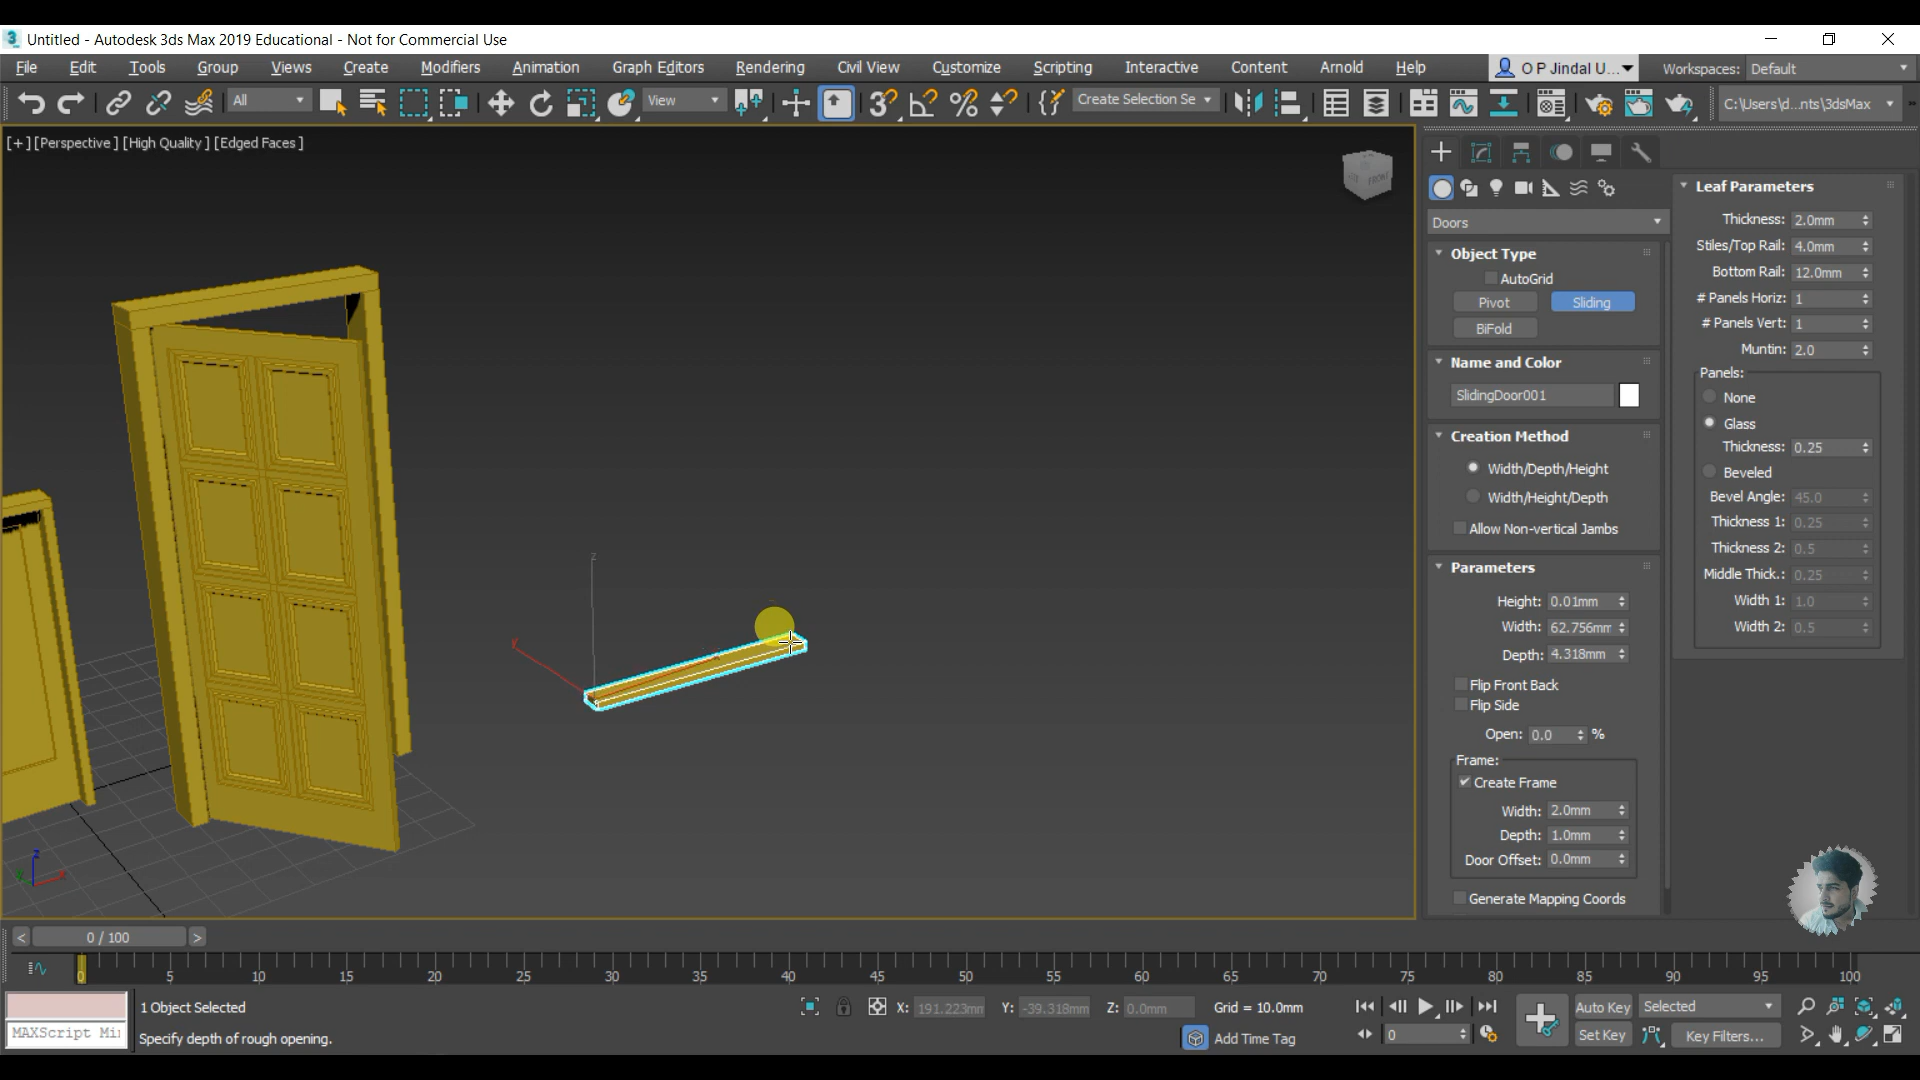 Untitled - Autodesk 3ds Max 2019 Educational - Not for Commercial Use
File Edit Tools Group Views Create Modifiers Animation Graph Editors Rendering Civil View Customize Scripting Interactive Content Arnold Help O P Jindal U... Workspaces: Default
All View Create Selection Se C:\Users\d...nts\3dsMax
[+] [Perspective] [High Quality] [Edged Faces]
FRONT
Doors
Object Type
AutoGrid
Pivot Sliding
BiFold
Name and Color
SlidingDoor001
Creation Method
Width/Depth/Height
Width/Height/Depth
Allow Non-vertical Jambs
Parameters
Height: 0.01mm
Width: 62.756mm
Depth: 4.318mm
Flip Front Back
Flip Side
Open: 0.0 %
Frame:
Create Frame
Width: 2.0mm
Depth: 1.0mm
Door Offset: 0.0mm
Generate Mapping Coords
Leaf Parameters
Thickness: 2.0mm
Stiles/Top Rail: 4.0mm
Bottom Rail: 12.0mm
# Panels Horiz: 1
# Panels Vert: 1
Muntin: 2.0
Panels:
None
Glass
Thickness: 0.25
Beveled
Bevel Angle: 45.0
Thickness 1: 0.25
Thickness 2: 0.5
Middle Thick.: 0.25
Width 1: 1.0
Width 2: 0.5
z
y
z
y x
< 0 / 100 >
0 5 10 15 20 25 30 35 40 45 50 55 60 65 70 75 80 85 90 95 100
1 Object Selected X: 191.223mm Y: -39.318mm Z: 0.0mm Grid = 10.0mm Auto Key Selected
MAXScript Mi Specify depth of rough opening. Add Time Tag 0 Set Key Key Filters...